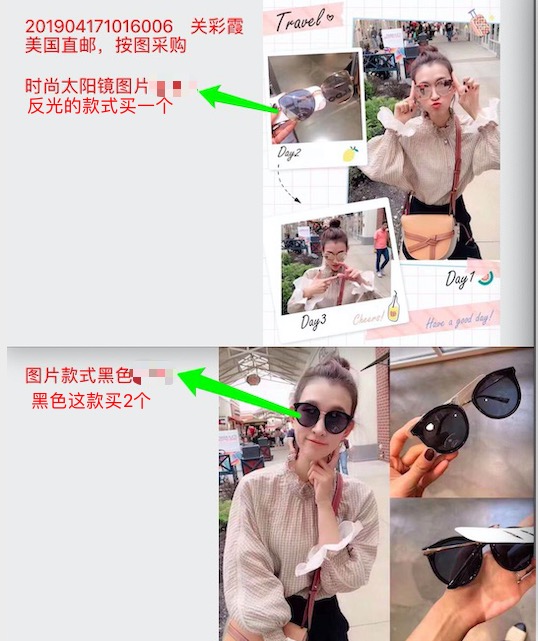 201904171016006 关彩霞
美国直邮，按图采购
时尚太阳镜图片
反光的款式买一个
Travel
Day2
Day1
Day3
Cheers!
Have a good day!
图片款式黑色
黑色这款买2个